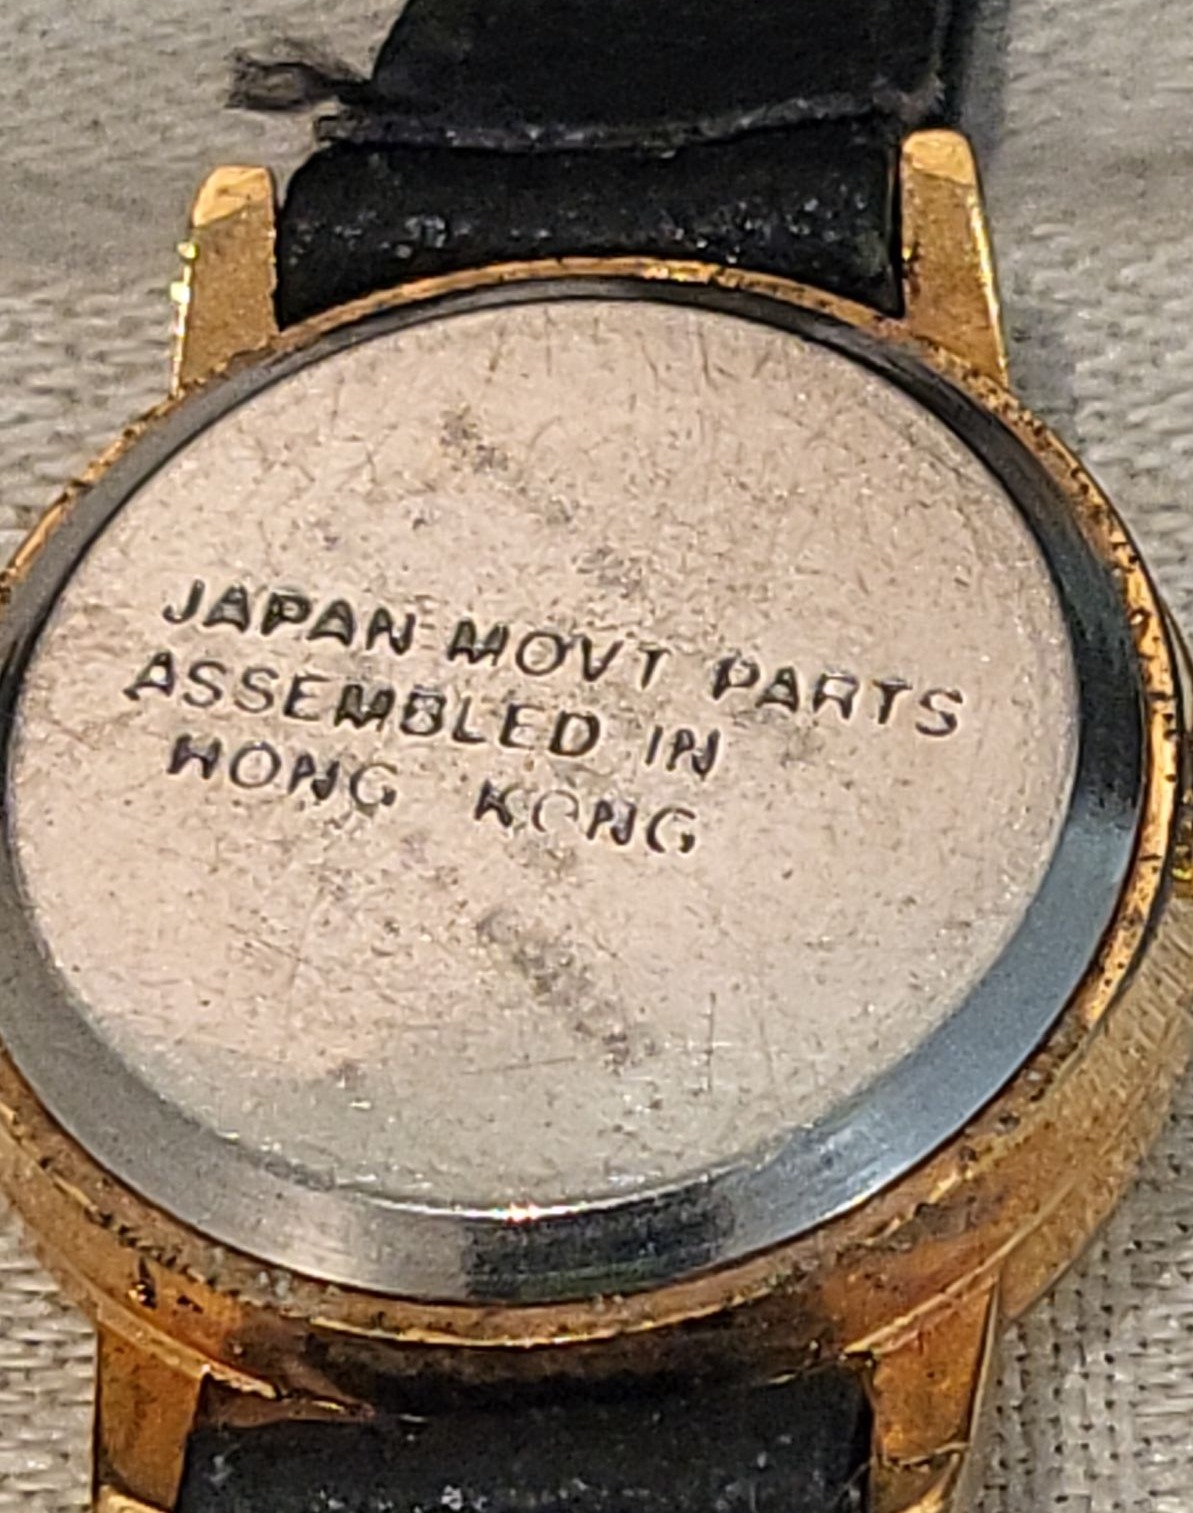 JAPAN MOVT PARTS
ASSEMBLED IN
HONG KONG